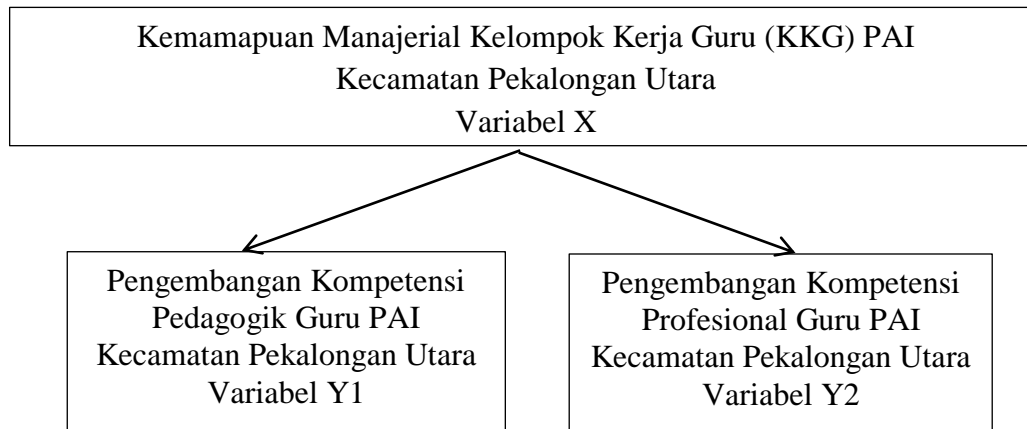 Kemamapuan Manajerial Kelompok Kerja Guru (KKG) PAI
Kecamatan Pekalongan Utara
Variabel X
Pengembangan Kompetensi
Pedagogik Guru PAI
Kecamatan Pekalongan Utara
Variabel Y1
Pengembangan Kompetensi
Profesional Guru PAI
Kecamatan Pekalongan Utara
Variabel Y2